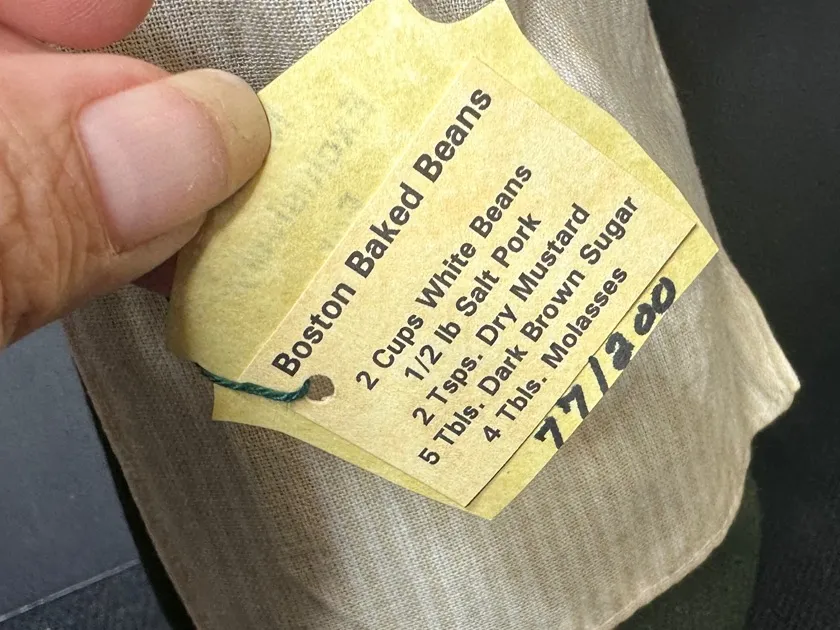 Boston Baked Beans
2 Cups White Beans
1/2 lb Salt Pork
2 Tsps. Dry Mustard
5 Tbls. Dark Brown Sugar
4 Tbls. Molasses
77/200